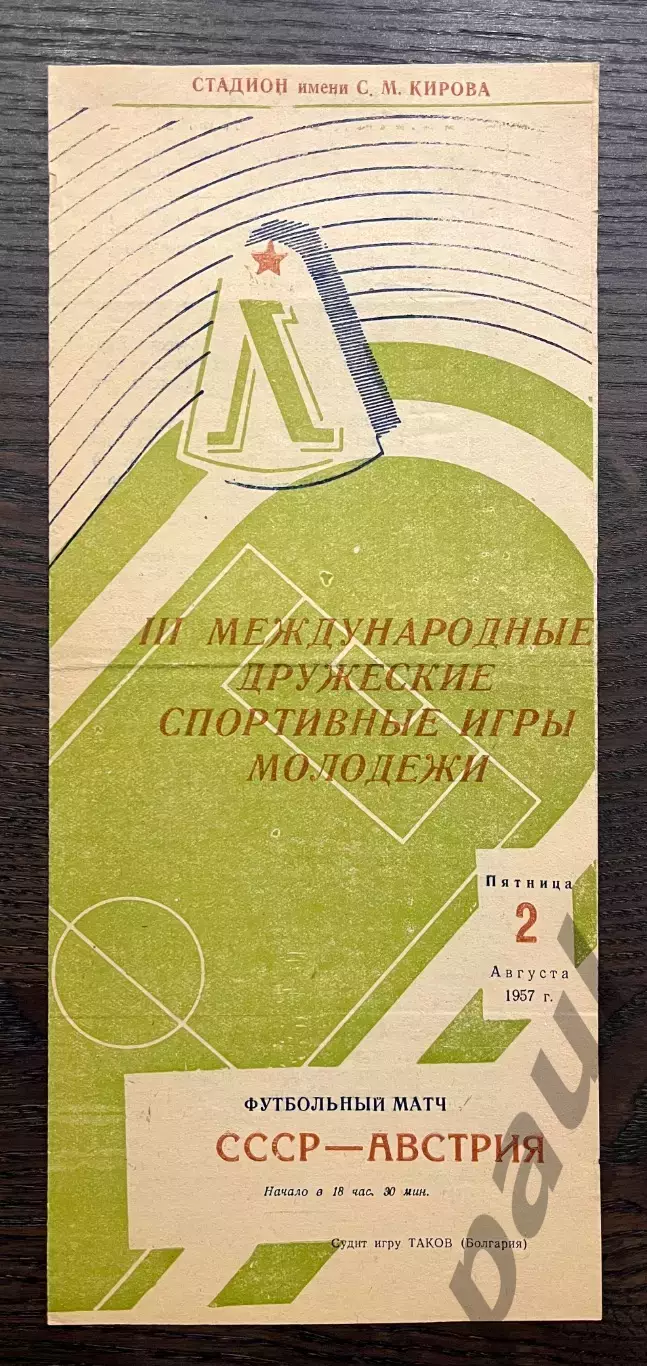 СТАДИОН имени С. М. КИРОВА
Л
III МЕЖДУНАРОДНЫЕ
ДРУЖЕСКИЕ
СПОРТИВНЫЕ ИГРЫ
МОЛОДЕЖИ
Пятница
2
Августа
1957 г.
ФУТБОЛЬНЫЙ МАТЧ
СССР—АВСТРИЯ
Начало в 18 час. 30 мин.
Судит игру ТАКОВ (Болгария)